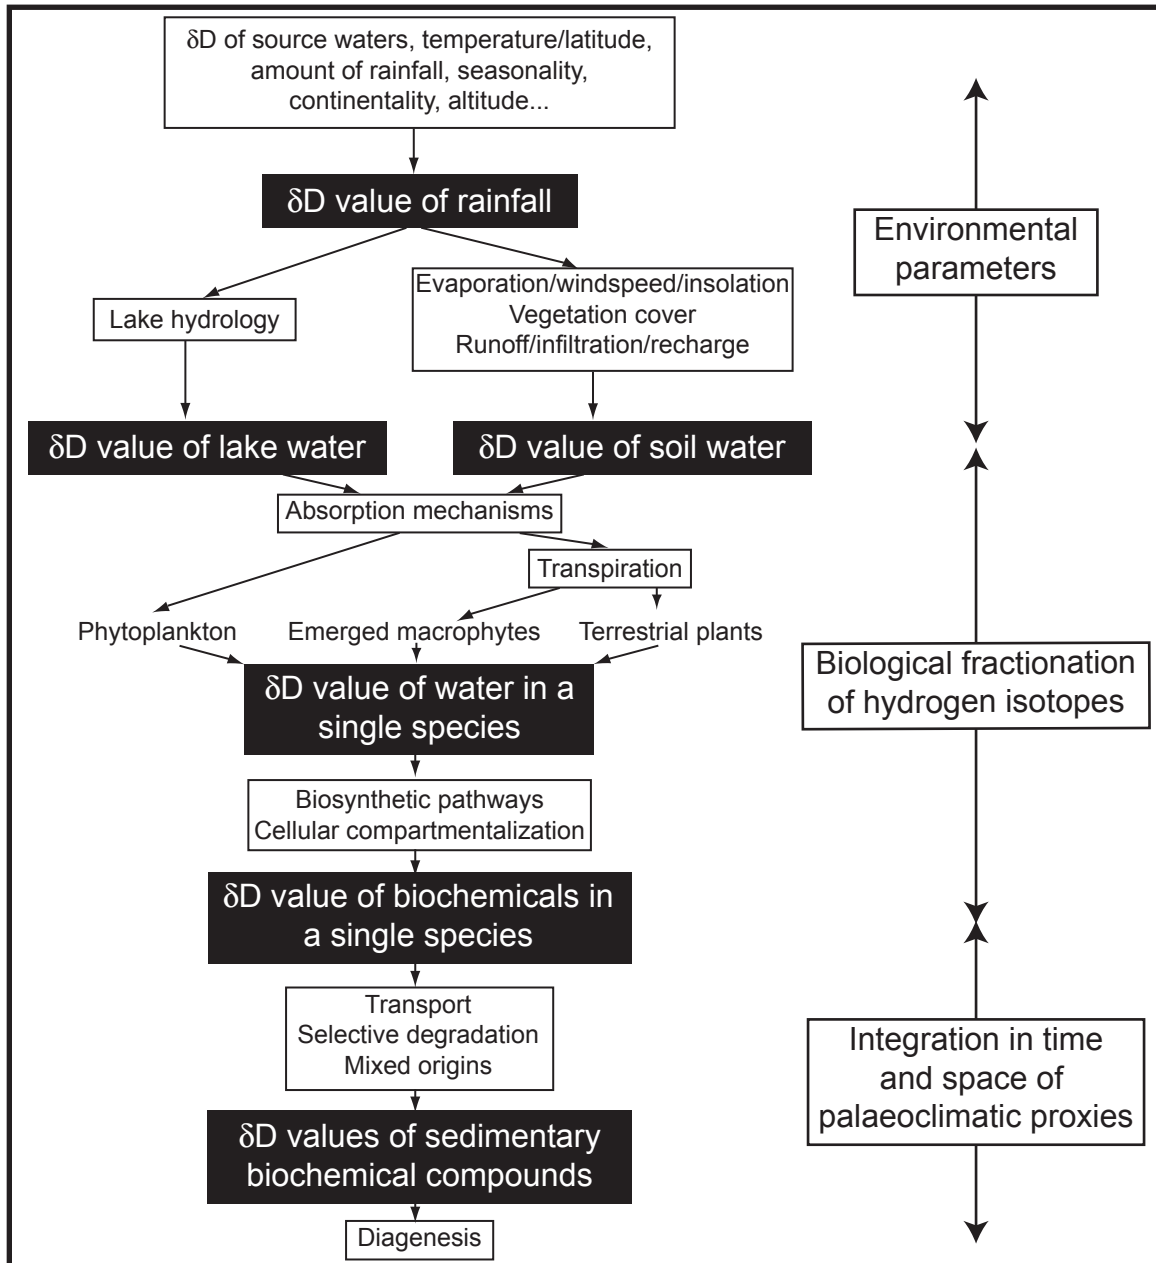 δD of source waters, temperature/latitude,
amount of rainfall, seasonality,
continentality, altitude...
δD value of rainfall
Environmental
parameters
Lake hydrology
Evaporation/windspeed/insolation
Vegetation cover
Runoff/infiltration/recharge
δD value of lake water
δD value of soil water
Absorption mechanisms
Transpiration
Phytoplankton
Emerged macrophytes
Terrestrial plants
δD value of water in a
single species
Biological fractionation
of hydrogen isotopes
Biosynthetic pathways
Cellular compartmentalization
δD value of biochemicals in
a single species
Transport
Selective degradation
Mixed origins
Integration in time
and space of
palaeoclimatic proxies
δD values of sedimentary
biochemical compounds
Diagenesis